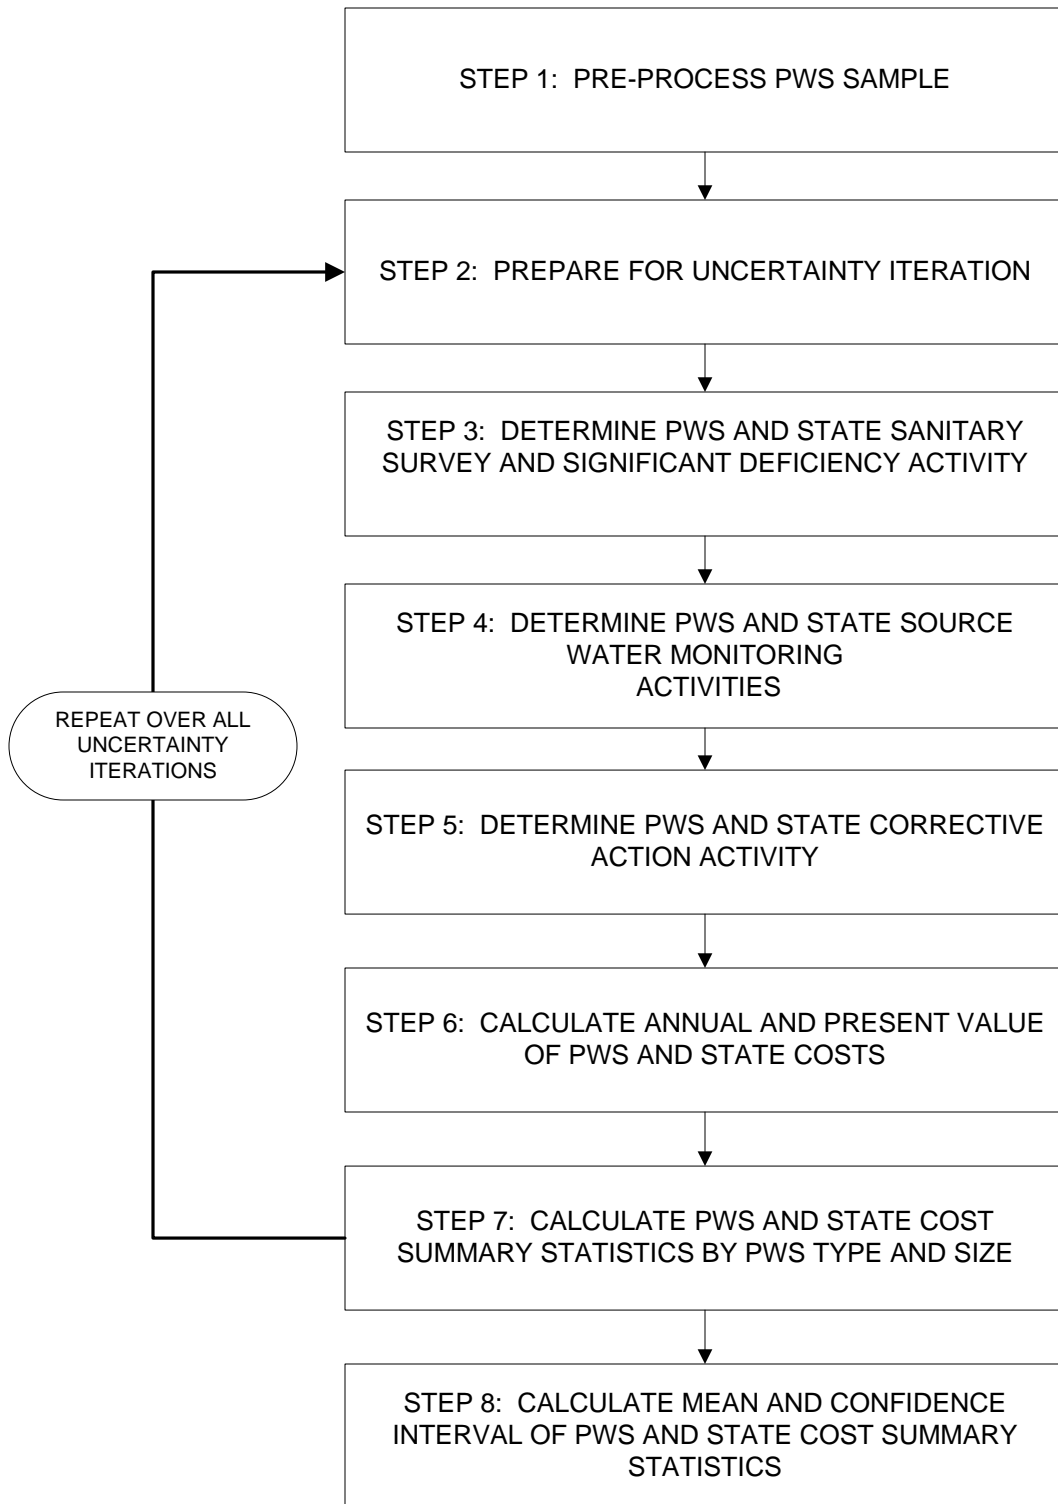 STEP 1:  PRE-PROCESS PWS SAMPLE
STEP 2:  PREPARE FOR UNCERTAINTY ITERATION
STEP 3:  DETERMINE PWS AND STATE SANITARY
SURVEY AND SIGNIFICANT DEFICIENCY ACTIVITY
STEP 4:  DETERMINE PWS AND STATE SOURCE
WATER MONITORING
ACTIVITIES
REPEAT OVER ALL
UNCERTAINTY
ITERATIONS
STEP 5:  DETERMINE PWS AND STATE CORRECTIVE
ACTION ACTIVITY
STEP 6:  CALCULATE ANNUAL AND PRESENT VALUE
OF PWS AND STATE COSTS
STEP 7:  CALCULATE PWS AND STATE COST
SUMMARY STATISTICS BY PWS TYPE AND SIZE
STEP 8:  CALCULATE MEAN AND CONFIDENCE
INTERVAL OF PWS AND STATE COST SUMMARY
STATISTICS